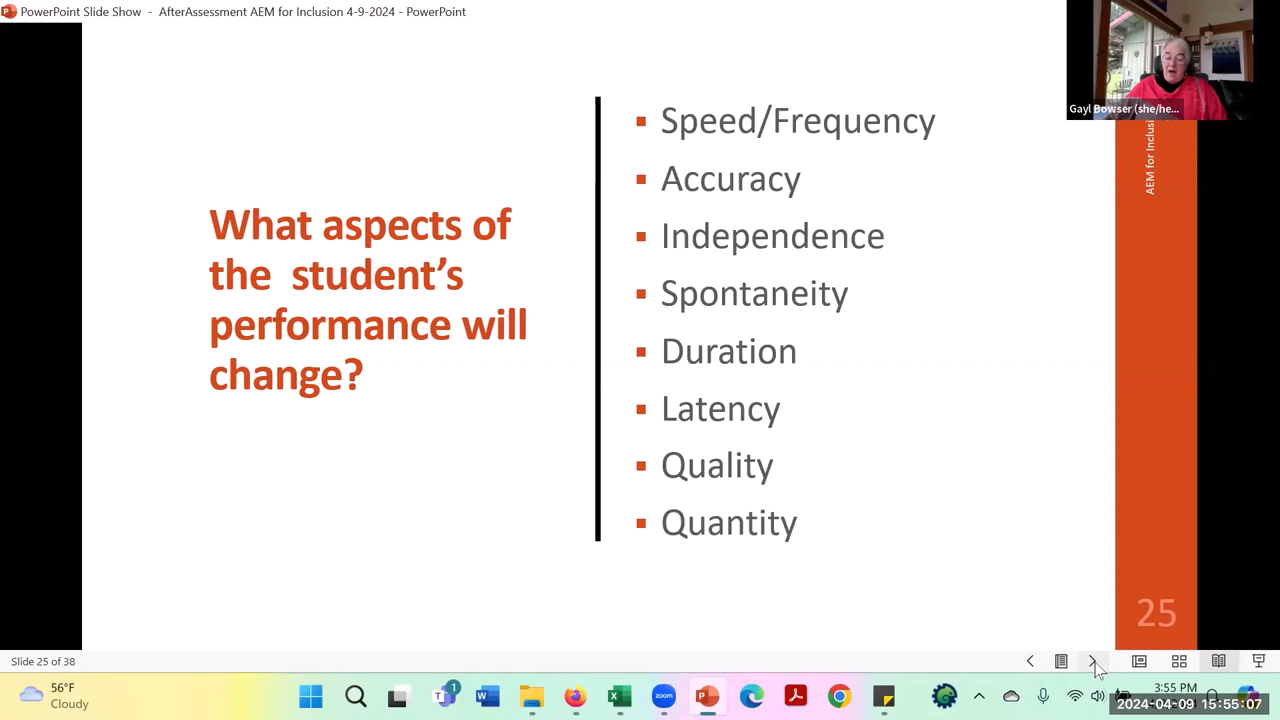 PowerPoint Slide Show - AfterAssessment AEM for Inclusion 4-9-2024 - PowerPoint
Gayl Bowser (she/he...
AEM for Inclusi
What aspects of
the student's
performance will
change?
Speed/Frequency
Accuracy
Independence
Spontaneity
Duration
Latency
Quality
Quantity
25
Slide 25 of 38
56°F
Cloudy
1
3:55 PM
2024-04-09 15:55:07